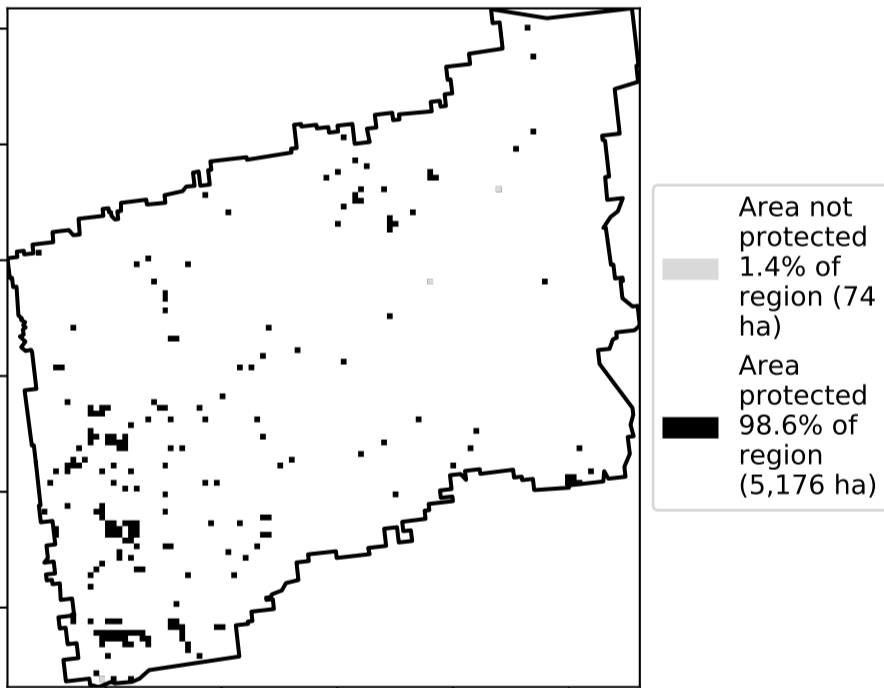 Area not
protected
1.4% of
region (74
ha)
Area
protected
98.6% of
region
(5,176 ha)